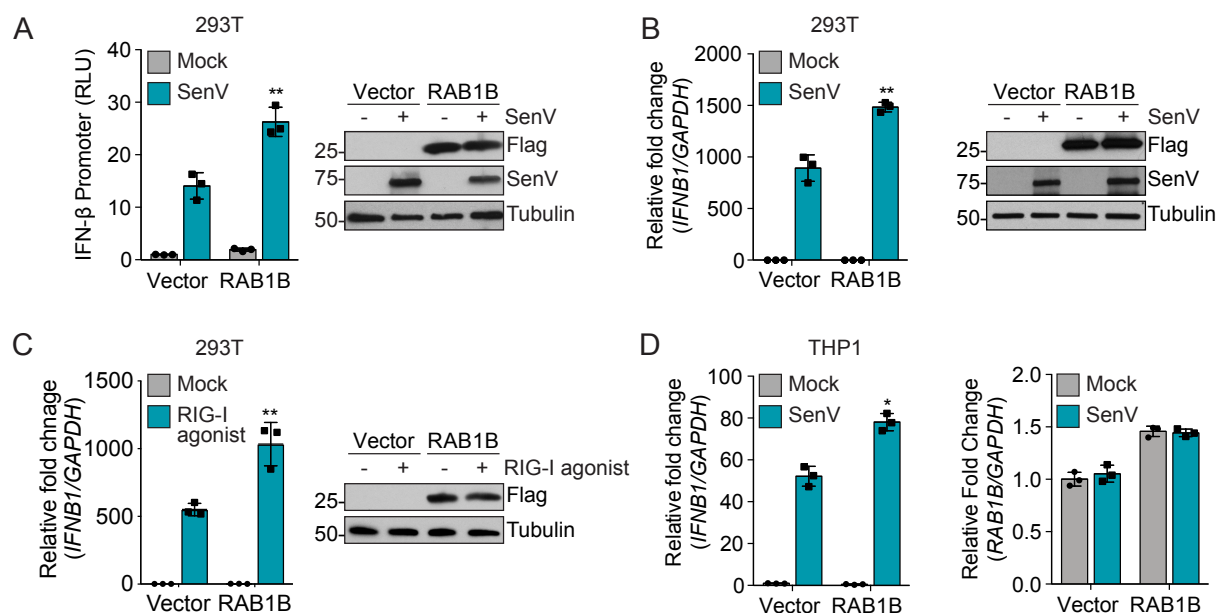 A
293T
IFN-β Promoter (RLU)
40
30
20
10
0
Mock
SenV
**
Vector RAB1B
Vector RAB1B
- + - + SenV
25- Flag
75- SenV
50- Tubulin
B
293T
Relative fold change
(IFNB1/GAPDH)
2000
1500
1000
500
0
Mock
SenV
**
Vector RAB1B
Vector RAB1B
- + - + SenV
25- Flag
75- SenV
50- Tubulin
C
293T
Relative fold chnage
(IFNB1/GAPDH)
1500
1000
500
0
Mock
RIG-I
agonist
**
Vector RAB1B
Vector RAB1B
- + - + RIG-I agonist
25- Flag
50- Tubulin
D
THP1
Relative fold change
(IFNB1/GAPDH)
100
80
60
40
20
0
Mock
SenV
*
Vector RAB1B
Relative Fold Change
(RAB1B/GAPDH)
2.0
1.5
1.0
0.5
0.0
Mock
SenV
Vector RAB1B